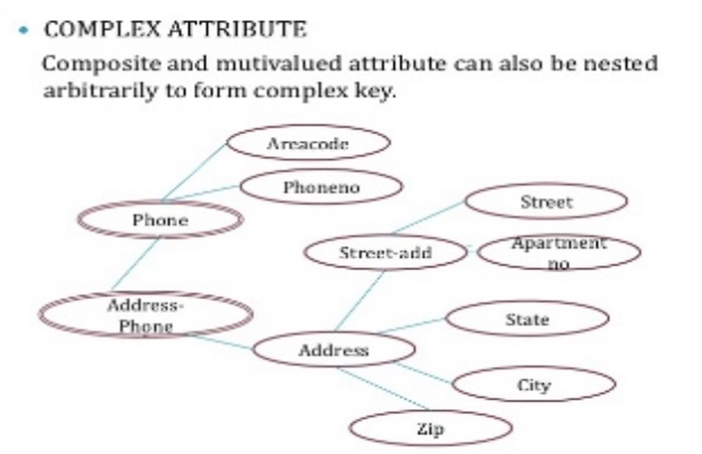 COMPLEX ATTRIBUTE
Composite and mutivalued attribute can also be nested
arbitrarily to form complex key.
Areacode
Phoneno
Phone
Street
Street-add
Apartment
no
Address-
Phone
State
Address
City
Zip